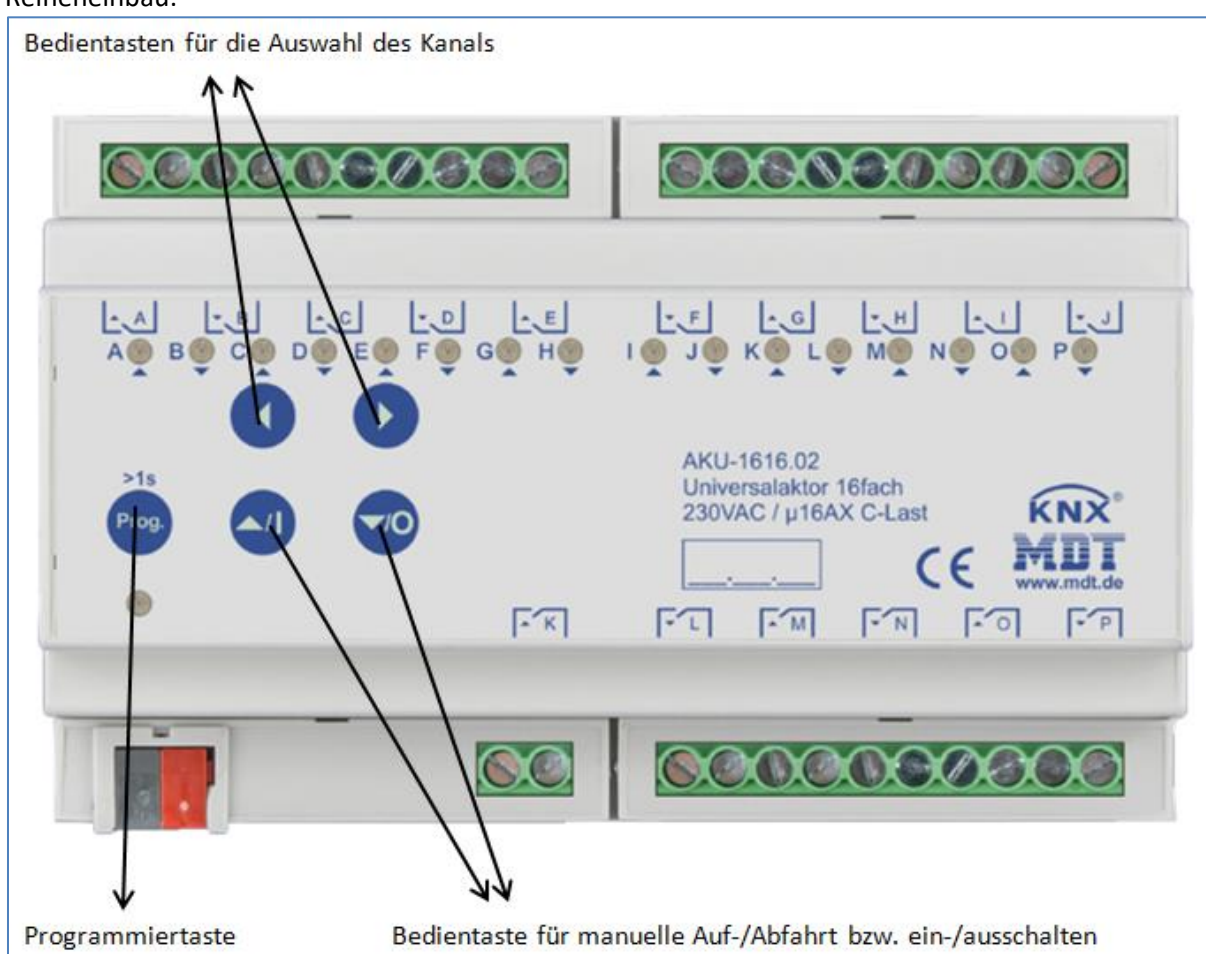 Reiheneinbau:
Bedientasten für die Auswahl des Kanals
A B C D E F G H I J
A B C D E F G H I J K L M N O P
>1s
Prog.
/I
/O
AKU-1616.02
Universalaktor 16fach
230VAC / µ16AX C-Last
KNX®
CE
MDT
www.mdt.de
K L M N O P
Programmiertaste
Bedientaste für manuelle Auf-/Abfahrt bzw. ein-/ausschalten